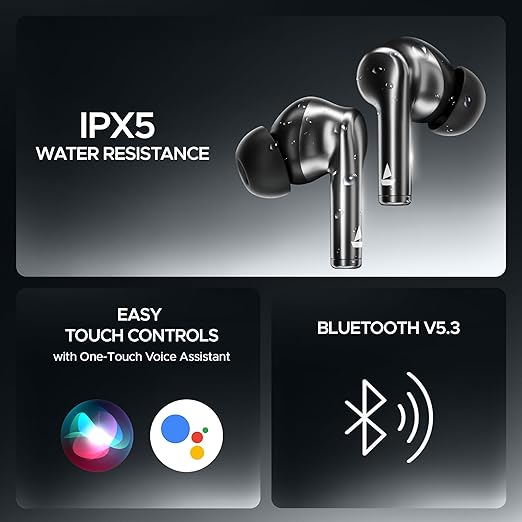 IPX5
WATER RESISTANCE
EASY
TOUCH CONTROLS
with One-Touch Voice Assistant
BLUETOOTH V5.3